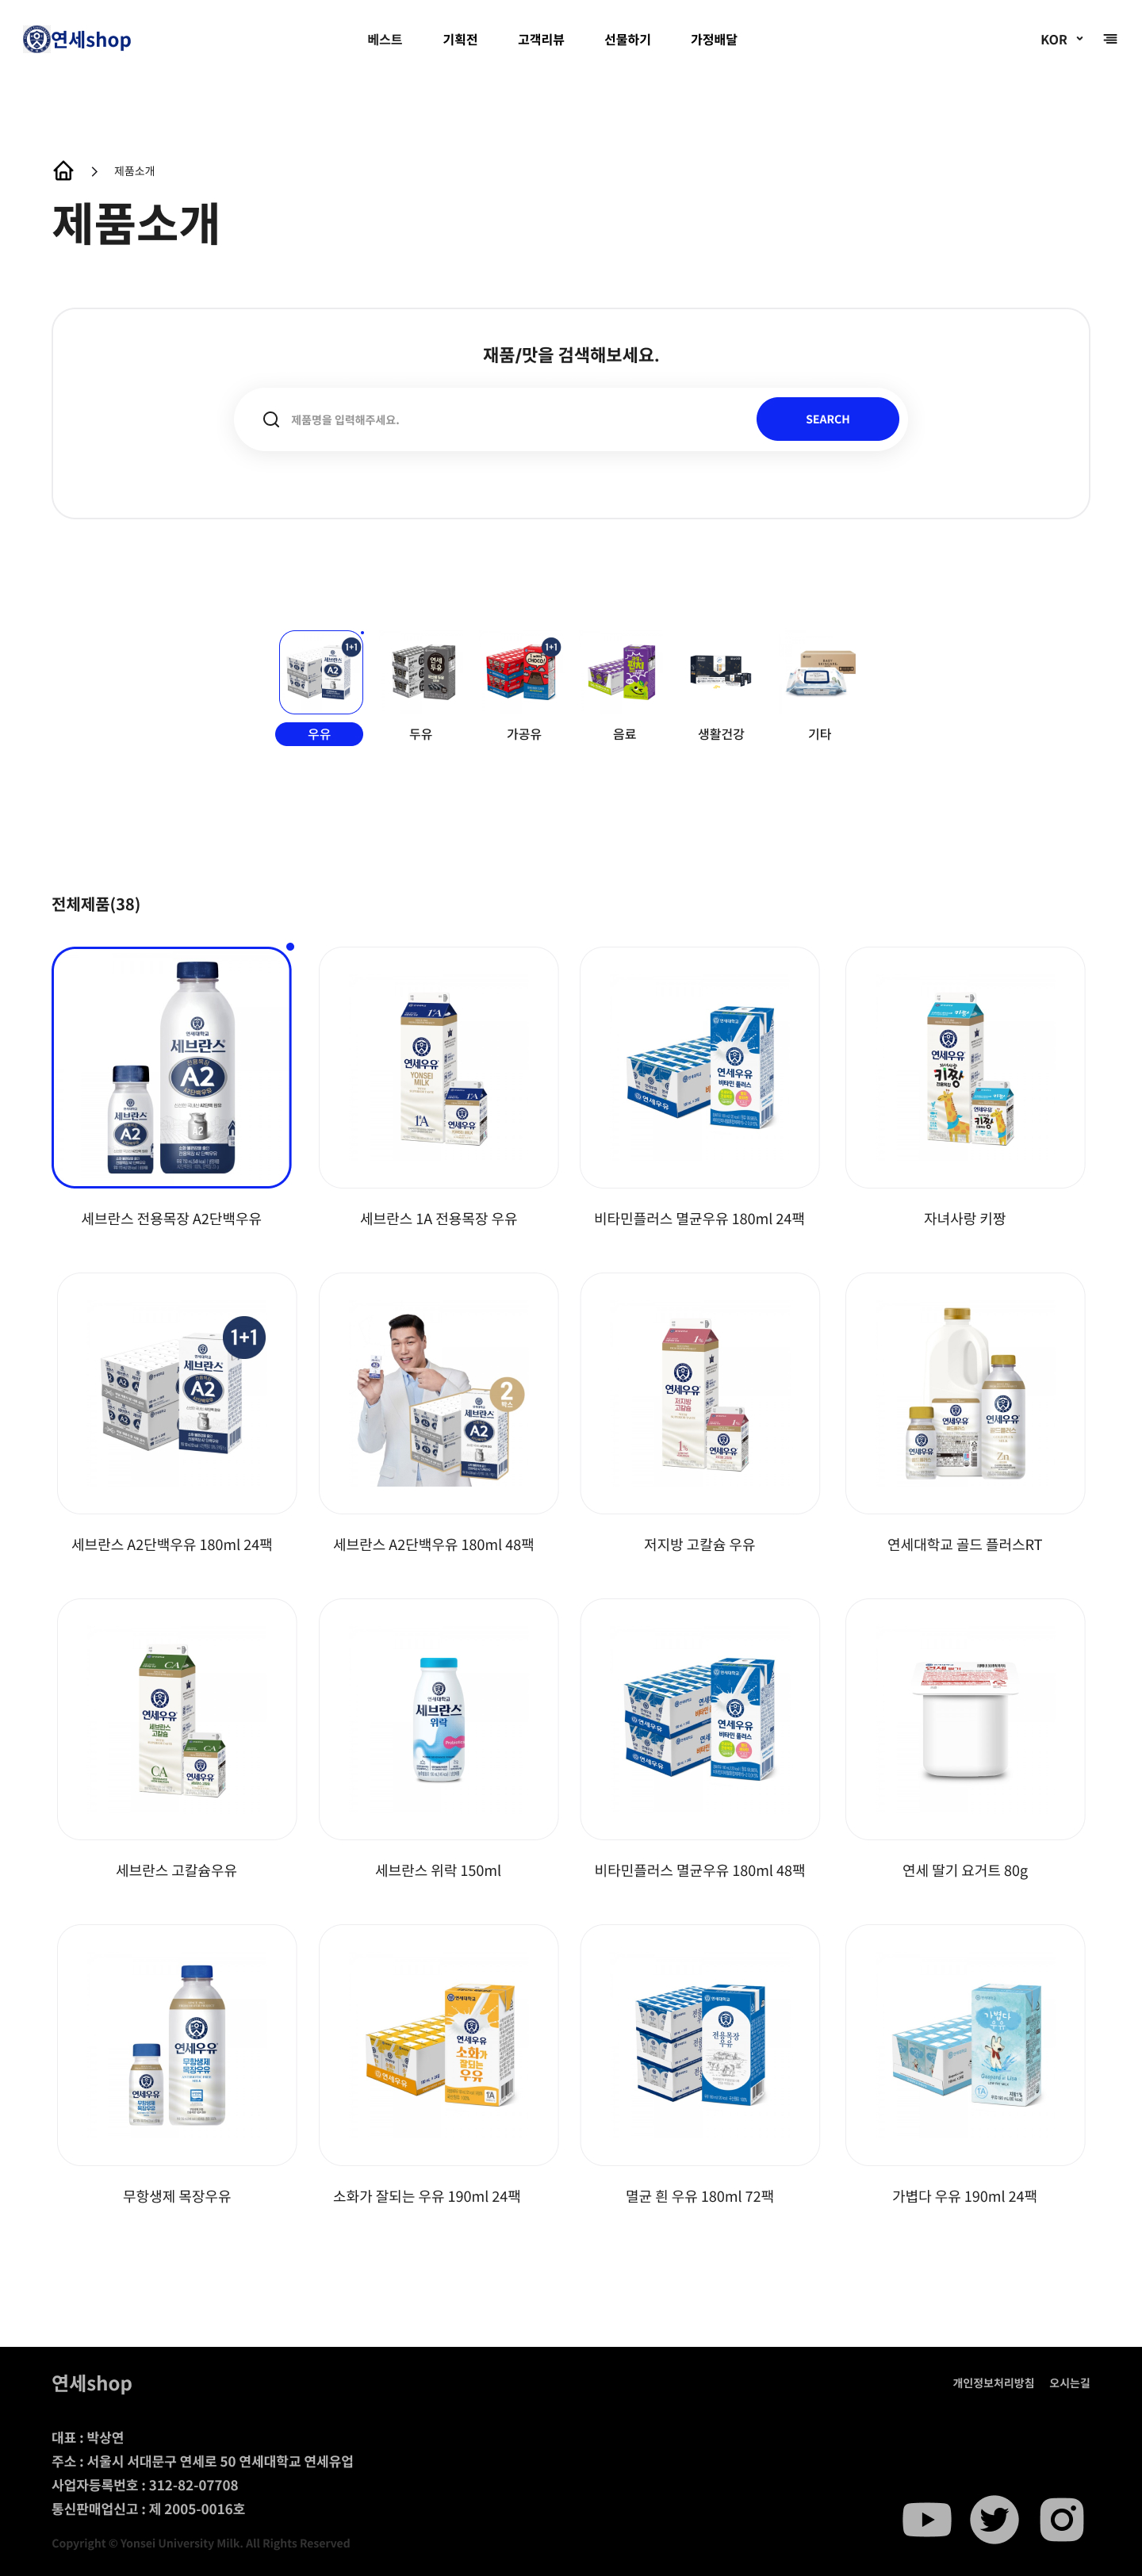 연세shop
베스트 기획전 고객리뷰 선물하기 가정배달
KOR
제품소개
제품소개
재품/맛을 검색해보세요.
제품명을 입력해주세요.
SEARCH
우유 두유 가공유 음료 생활건강 기타
전체제품(38)
세브란스 전용목장 A2단백우유
세브란스 1A 전용목장 우유
비타민플러스 멸균우유 180ml 24팩
자녀사랑 키짱
세브란스 A2단백우유 180ml 24팩
세브란스 A2단백우유 180ml 48팩
저지방 고칼슘 우유
연세대학교 골드 플러스RT
세브란스 고칼슘우유
세브란스 위락 150ml
비타민플러스 멸균우유 180ml 48팩
연세 딸기 요거트 80g
무항생제 목장우유
소화가 잘되는 우유 190ml 24팩
멸균 흰 우유 180ml 72팩
가볍다 우유 190ml 24팩
연세shop
개인정보처리방침 오시는길
대표 : 박상연
주소 : 서울시 서대문구 연세로 50 연세대학교 연세유업
사업자등록번호 : 312-82-07708
통신판매업신고 : 제 2005-0016호
Copyright © Yonsei University Milk. All Rights Reserved